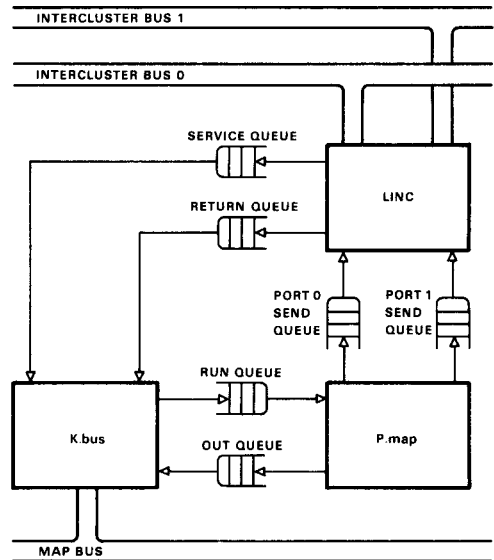 INTERCLUSTER BUS 1
INTERCLUSTER BUS 0
SERVICE QUEUE
LINC
RETURN QUEUE
PORT 0
SEND
QUEUE
PORT 1
SEND
QUEUE
RUN QUEUE
K.bus
P.map
OUT QUEUE
MAP BUS